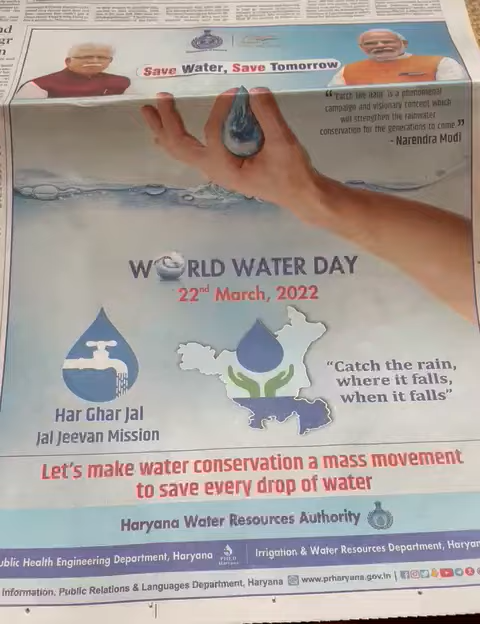 Save Water, Save Tomorrow
"Catch the Rain" is a phenomenal
campaign and visionary concept which
will strengthen the rainwater
conservation for the generations to come."
- Narendra Modi
WORLD WATER DAY
22nd March, 2022
Har Ghar Jal
Jal Jeevan Mission
"Catch the rain,
where it falls,
when it falls"
Let's make water conservation a mass movement
to save every drop of water
Haryana Water Resources Authority
ublic Health Engineering Department, Haryana
Irrigation & Water Resources Department, Haryan
Information, Public Relations & Languages Department, Haryana
www.prharyana.gov.in